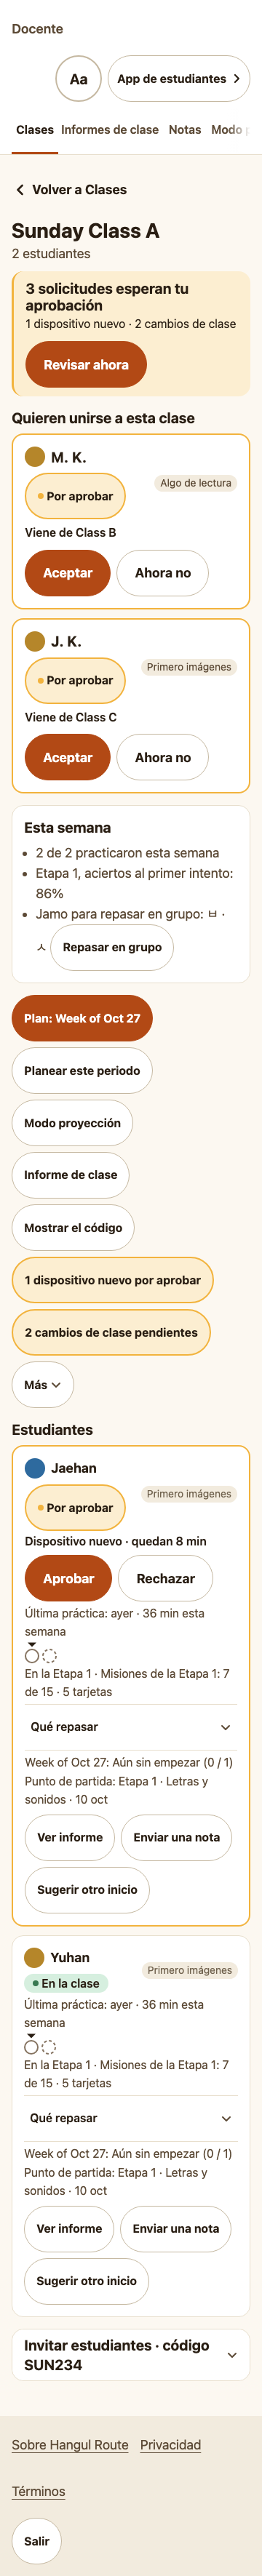 Docente
Aa
App de estudiantes
Clases Informes de clase Notas Modo
Volver a Clases
Sunday Class A
2 estudiantes
3 solicitudes esperan tu
aprobación
1 dispositivo nuevo · 2 cambios de clase
Revisar ahora
Quieren unirse a esta clase
M. K.
Por aprobar
Algo de lectura
Viene de Class B
Aceptar
Ahora no
J. K.
Por aprobar
Primero imágenes
Viene de Class C
Aceptar
Ahora no
Esta semana
• 2 de 2 practicaron esta semana
• Etapa 1, aciertos al primer intento:
86%
• Jamo para repasar en grupo: ㅂ ·
ㅅ
Repasar en grupo
Plan: Week of Oct 27
Planear este periodo
Modo proyección
Informe de clase
Mostrar el código
1 dispositivo nuevo por aprobar
2 cambios de clase pendientes
Más
Estudiantes
Jaehan
Por aprobar
Primero imágenes
Dispositivo nuevo · quedan 8 min
Aprobar
Rechazar
Última práctica: ayer · 36 min esta
semana
En la Etapa 1 · Misiones de la Etapa 1: 7
de 15 · 5 tarjetas
Qué repasar
Week of Oct 27: Aún sin empezar (0 / 1)
Punto de partida: Etapa 1 · Letras y
sonidos · 10 oct
Ver informe
Enviar una nota
Sugerir otro inicio
Yuhan
En la clase
Primero imágenes
Última práctica: ayer · 36 min esta
semana
En la Etapa 1 · Misiones de la Etapa 1: 7
de 15 · 5 tarjetas
Qué repasar
Week of Oct 27: Aún sin empezar (0 / 1)
Punto de partida: Etapa 1 · Letras y
sonidos · 10 oct
Ver informe
Enviar una nota
Sugerir otro inicio
Invitar estudiantes · código
SUN234
Sobre Hangul Route
Privacidad
Términos
Salir